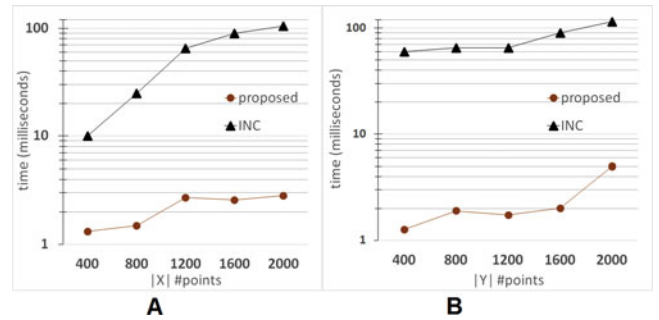 100
10
1
time (milliseconds)
proposed
INC
400 800 1200 1600 2000
|X| #points
A
100
10
1
time (milliseconds)
proposed
INC
400 800 1200 1600 2000
|Y| #points
B